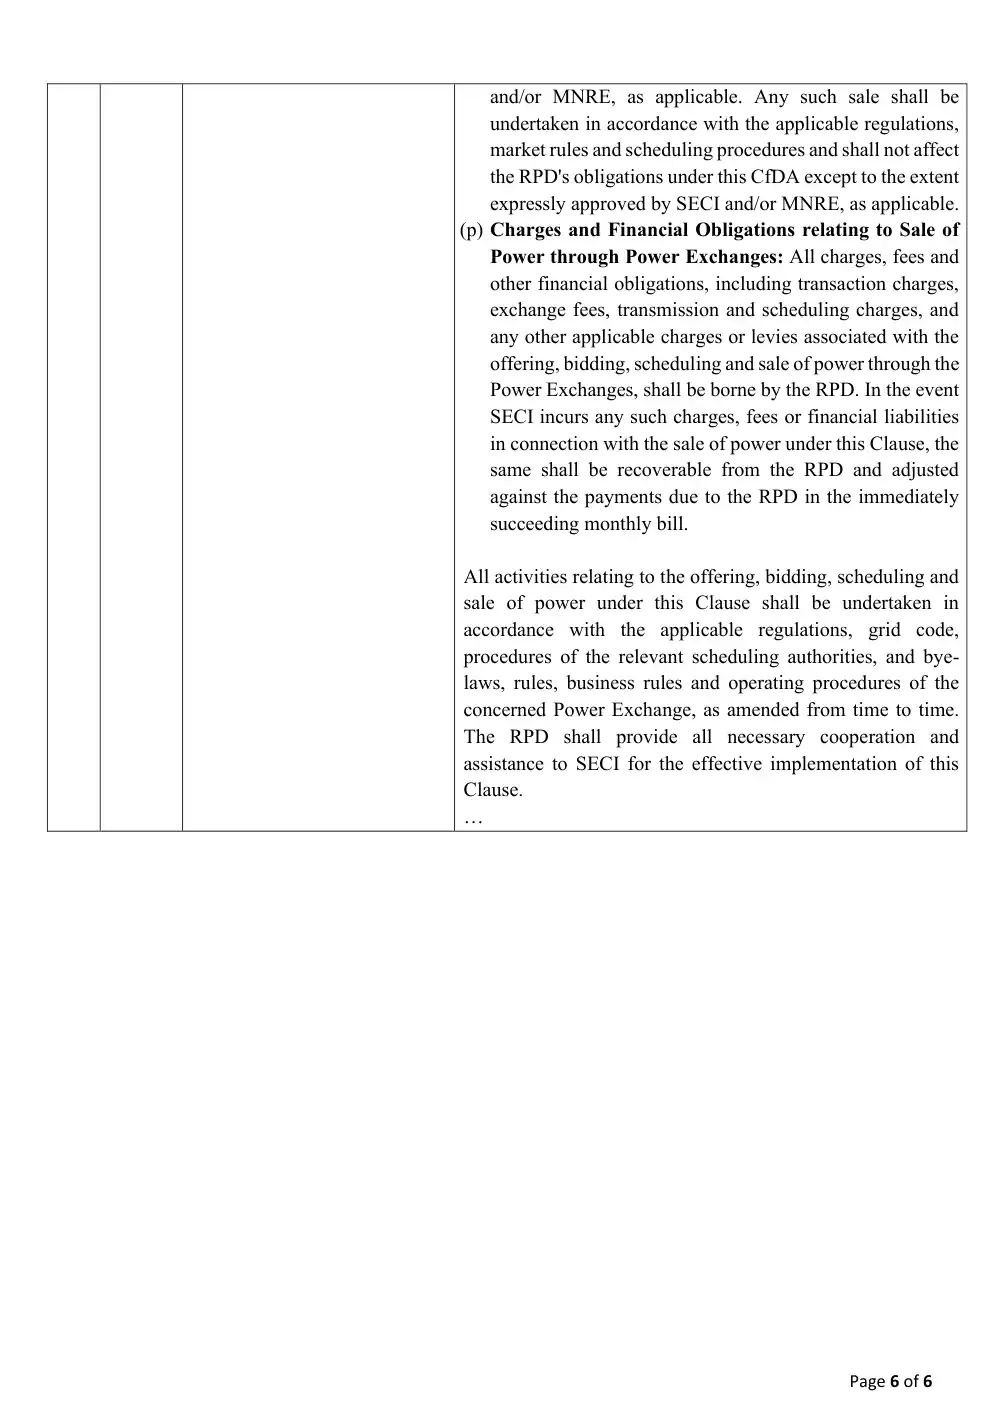 and/or MNRE, as applicable. Any such sale shall be
undertaken in accordance with the applicable regulations,
market rules and scheduling procedures and shall not affect
the RPD's obligations under this CfDA except to the extent
expressly approved by SECI and/or MNRE, as applicable.
(p) Charges and Financial Obligations relating to Sale of
Power through Power Exchanges: All charges, fees and
other financial obligations, including transaction charges,
exchange fees, transmission and scheduling charges, and
any other applicable charges or levies associated with the
offering, bidding, scheduling and sale of power through the
Power Exchanges, shall be borne by the RPD. In the event
SECI incurs any such charges, fees or financial liabilities
in connection with the sale of power under this Clause, the
same shall be recoverable from the RPD and adjusted
against the payments due to the RPD in the immediately
succeeding monthly bill.
All activities relating to the offering, bidding, scheduling and
sale of power under this Clause shall be undertaken in
accordance with the applicable regulations, grid code,
procedures of the relevant scheduling authorities, and bye-
laws, rules, business rules and operating procedures of the
concerned Power Exchange, as amended from time to time.
The RPD shall provide all necessary cooperation and
assistance to SECI for the effective implementation of this
Clause.
…
Page 6 of 6